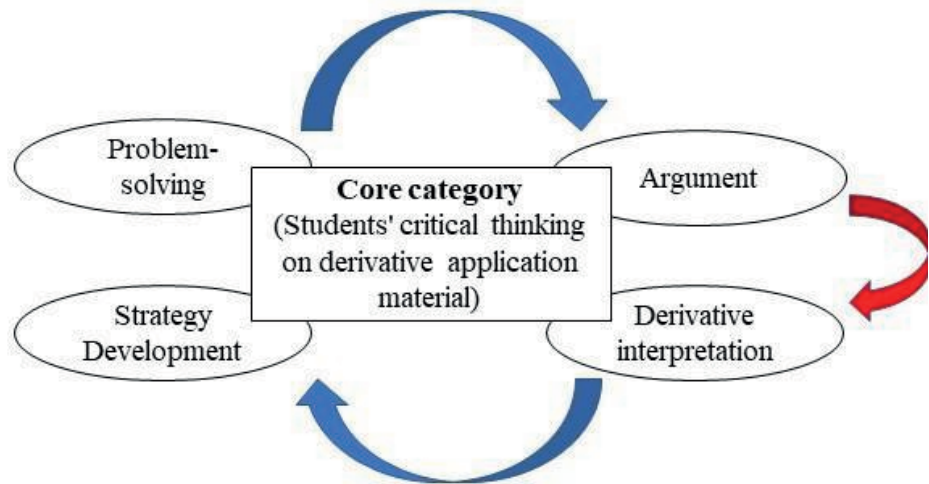 Problem-
solving
Core category
(Students' critical thinking
on derivative application
material)
Argument
Strategy
Development
Derivative
interpretation